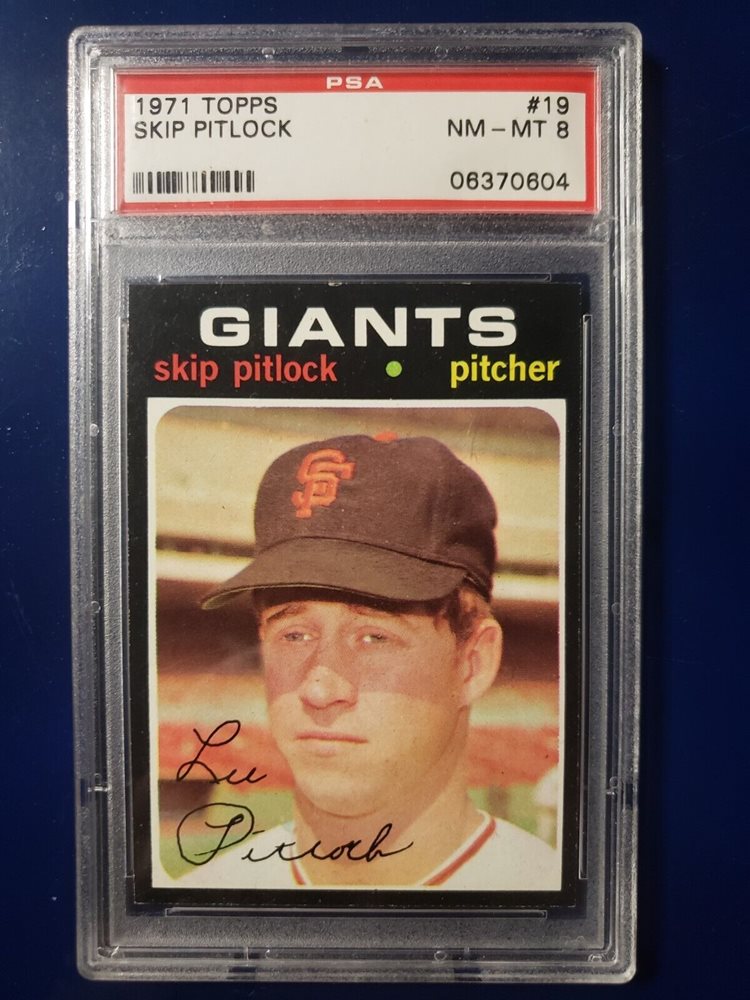 PSA
1971 TOPPS #19
SKIP PITLOCK NM - MT 8
06370604
GIANTS
skip pitlock • pitcher
SF
Lee
Pitlock